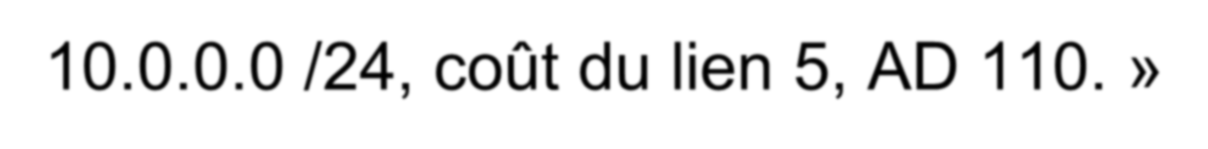 10.0.0.0 /24, coût du lien 5, AD 110. »